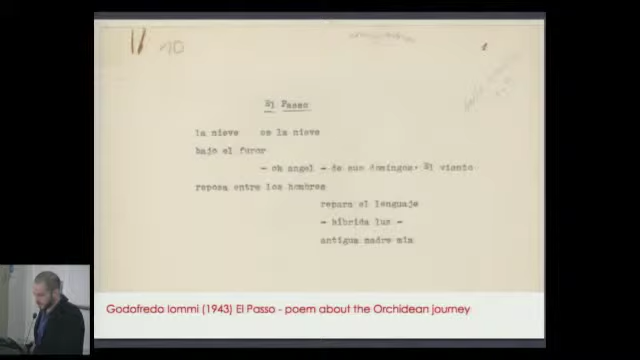 10
1
El Passo
la nieve es la nieve
bajo el furor
— oh angel — de sus domingos. El viento
reposa entre los hombres
repara el lenguaje
— híbrida luz —
antigua madre mía
Godofredo Iommi (1943) El Passo - poem about the Orchidean journey